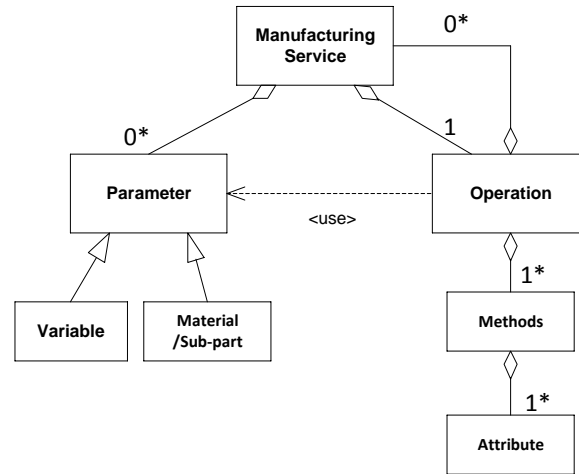 Manufacturing
Service
0*
0*
1
Parameter
Operation
<use>
Variable
Material
/Sub-part
1*
Methods
1*
Attribute